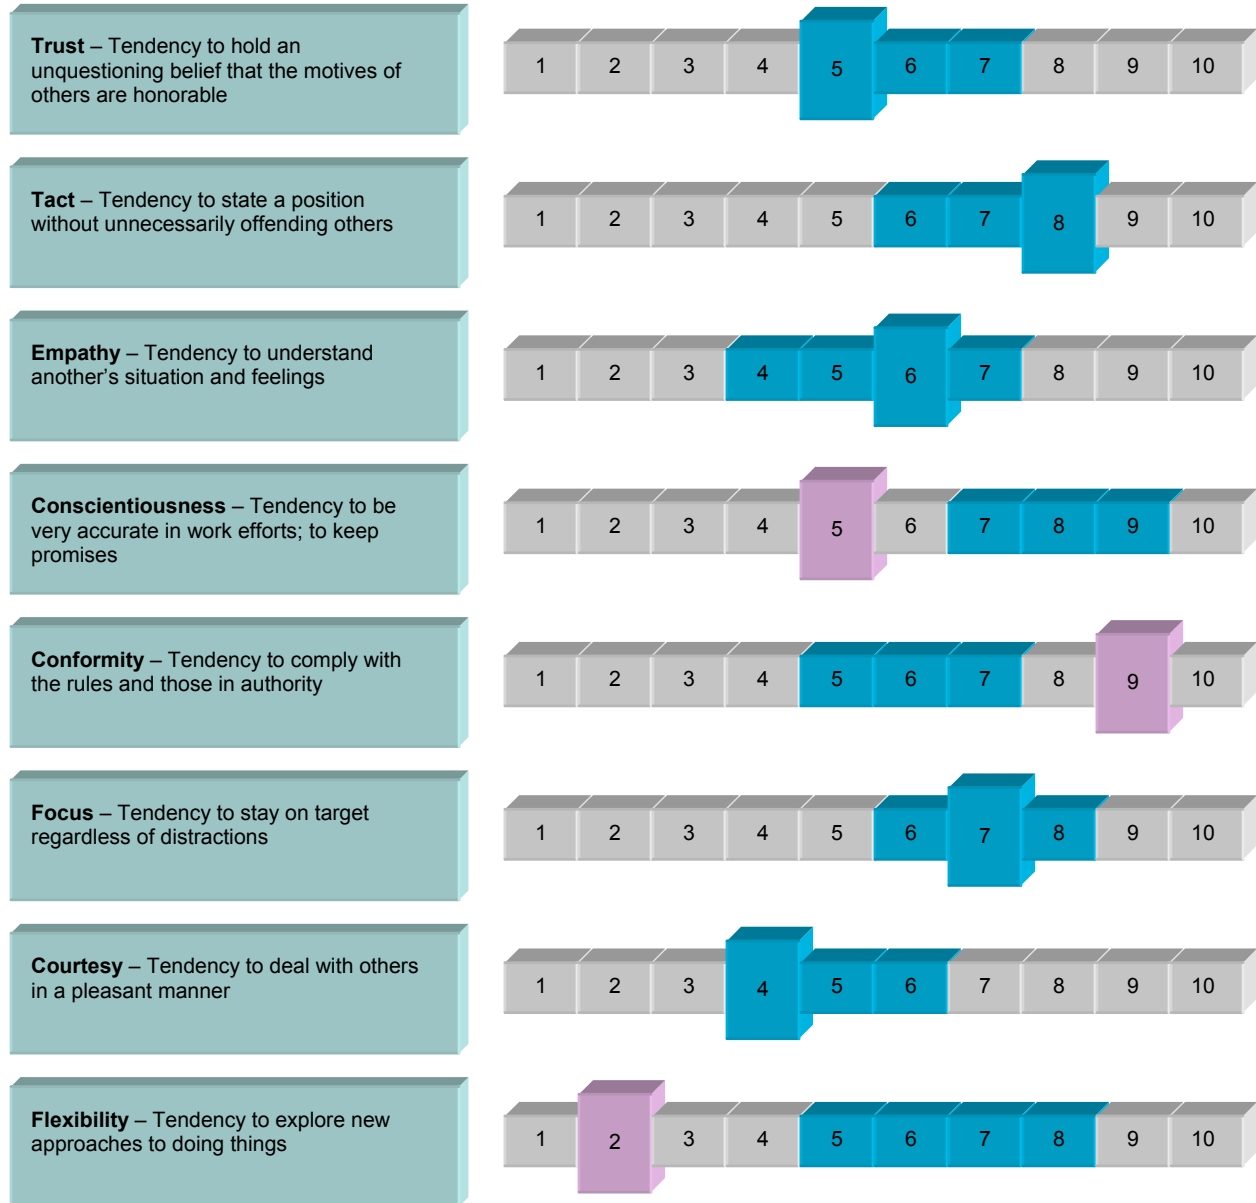 Trust – Tendency to hold an
unquestioning belief that the motives of
others are honorable
1 2 3 4 5 6 7 8 9 10
Tact – Tendency to state a position
without unnecessarily offending others
1 2 3 4 5 6 7 8 9 10
Empathy – Tendency to understand
another’s situation and feelings
1 2 3 4 5 6 7 8 9 10
Conscientiousness – Tendency to be
very accurate in work efforts; to keep
promises
1 2 3 4 5 6 7 8 9 10
Conformity – Tendency to comply with
the rules and those in authority
1 2 3 4 5 6 7 8 9 10
Focus – Tendency to stay on target
regardless of distractions
1 2 3 4 5 6 7 8 9 10
Courtesy – Tendency to deal with others
in a pleasant manner
1 2 3 4 5 6 7 8 9 10
Flexibility – Tendency to explore new
approaches to doing things
1 2 3 4 5 6 7 8 9 10